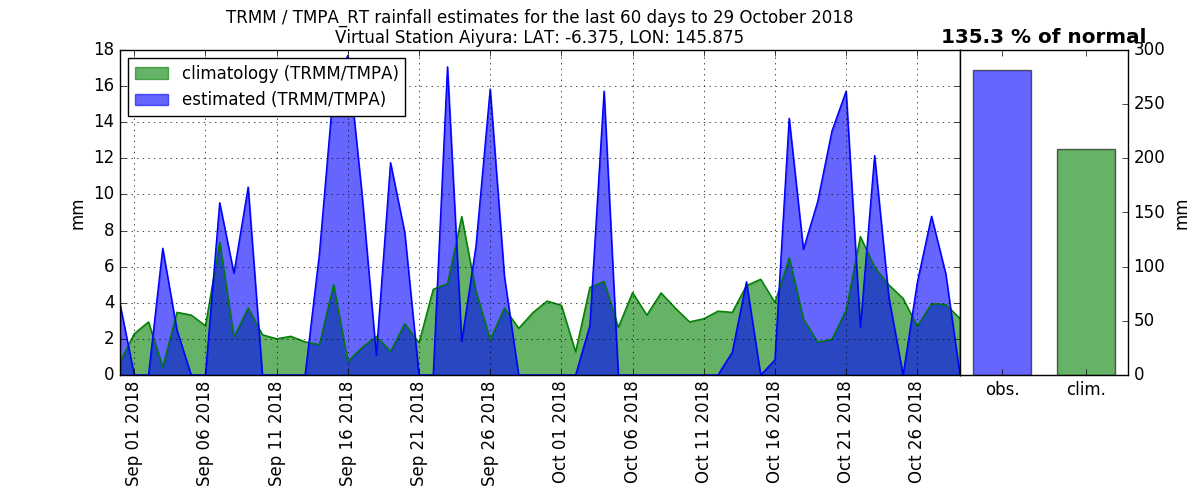 TRMM / TMPA_RT rainfall estimates for the last 60 days to 29 October 2018
Virtual Station Aiyura: LAT: -6.375, LON: 145.875
135.3 % of normal
climatology (TRMM/TMPA)
estimated (TRMM/TMPA)
mm
18
16
14
12
10
8
6
4
2
0
Sep 01 2018
Sep 06 2018
Sep 11 2018
Sep 16 2018
Sep 21 2018
Sep 26 2018
Oct 01 2018
Oct 06 2018
Oct 11 2018
Oct 16 2018
Oct 21 2018
Oct 26 2018
300
250
200
150
100
50
0
mm
obs.
clim.